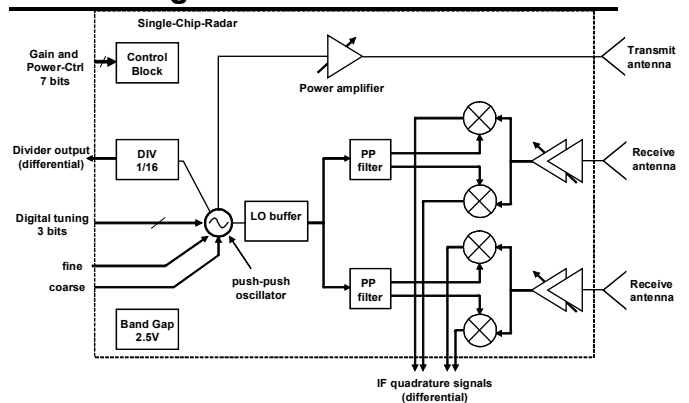 Single-Chip-Radar
Gain and
Power-Ctrl
7 bits
Control
Block
Power amplifier
Transmit
antenna
Divider output
(differential)
DIV
1/16
PP
filter
Receive
antenna
Digital tuning
3 bits
LO buffer
fine
coarse
push-push
oscillator
PP
filter
Receive
antenna
Band Gap
2.5V
IF quadrature signals
(differential)